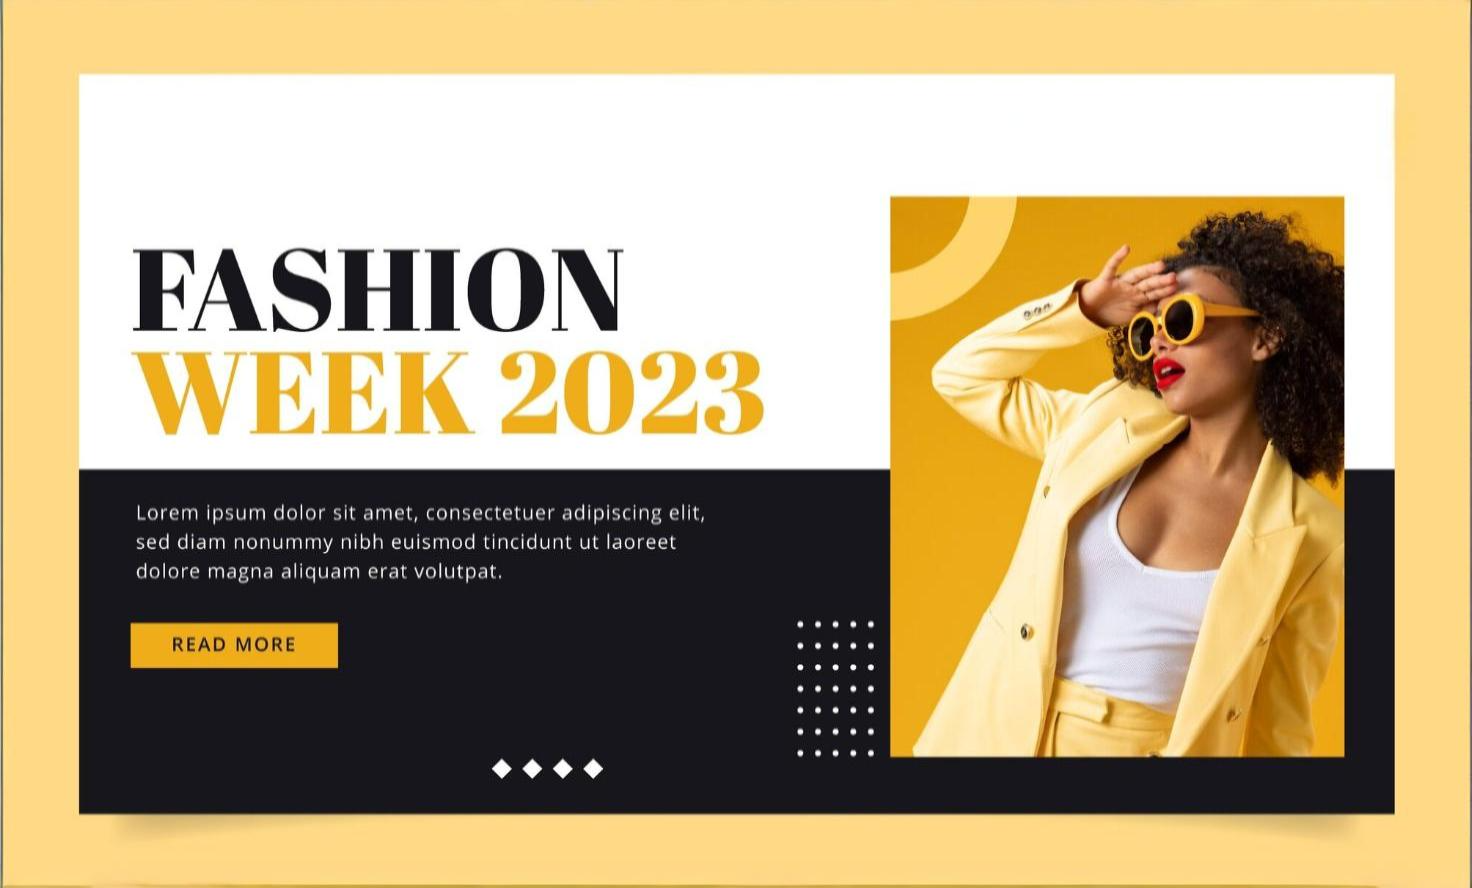 FASHION
WEEK 2023
Lorem ipsum dolor sit amet, consectetuer adipiscing elit,
sed diam nonummy nibh euismod tincidunt ut laoreet
dolore magna aliquam erat volutpat.
READ MORE